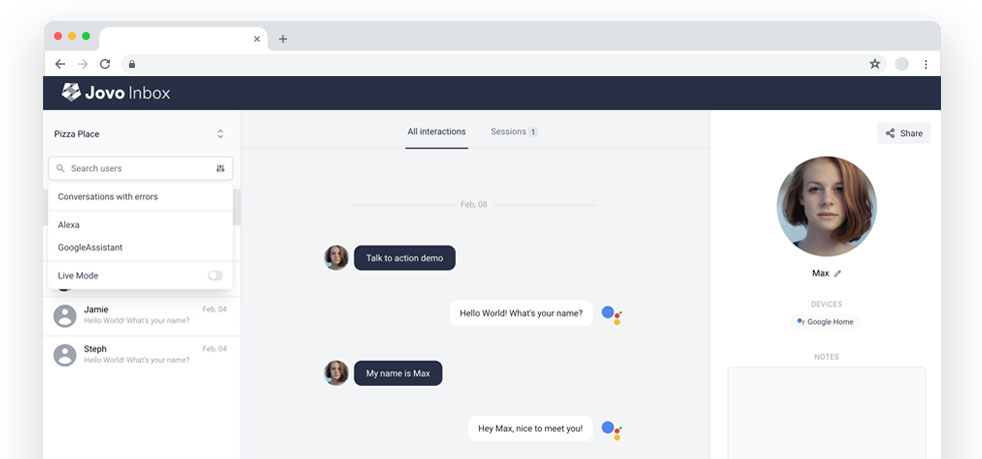 Jovo Inbox
Pizza Place
Search users
Conversations with errors
Alexa
GoogleAssistant
Live Mode
Jamie
Feb, 04
Hello World! What's your name?
Steph
Feb, 04
Hello World! What's your name?
All interactions
Sessions 1
Feb, 08
Talk to action demo
Hello World! What's your name?
My name is Max
Hey Max, nice to meet you!
Share
Max
DEVICES
Google Home
NOTES